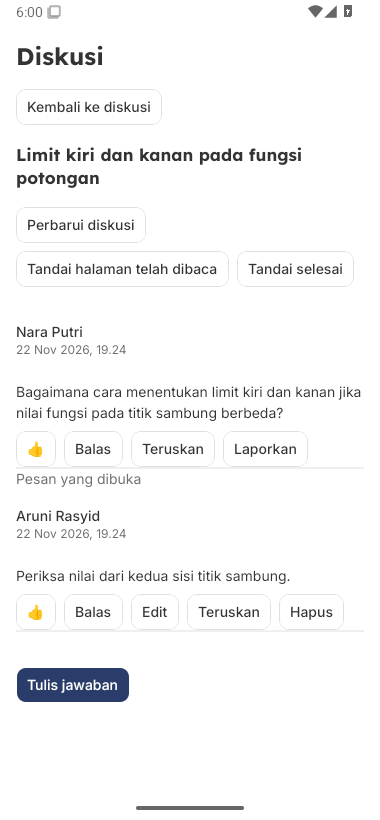 6:00
Diskusi
Kembali ke diskusi
Limit kiri dan kanan pada fungsi
potongan
Perbarui diskusi
Tandai halaman telah dibaca Tandai selesai
Nara Putri
22 Nov 2026, 19.24
Bagaimana cara menentukan limit kiri dan kanan jika
nilai fungsi pada titik sambung berbeda?
👍 Balas Teruskan Laporkan
Pesan yang dibuka
Aruni Rasyid
22 Nov 2026, 19.24
Periksa nilai dari kedua sisi titik sambung.
👍 Balas Edit Teruskan Hapus
Tulis jawaban